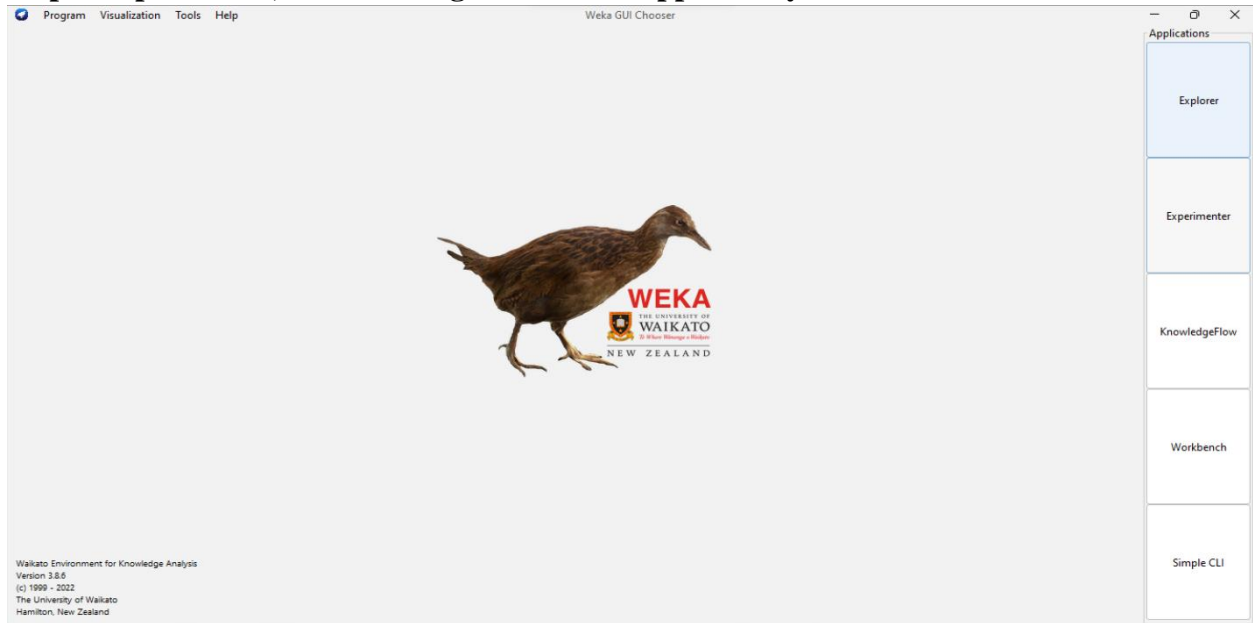 Program Visualization Tools Help
Weka GUI Chooser
Applications
Explorer
Experimenter
KnowledgeFlow
Workbench
Simple CLI
WEKA
THE UNIVERSITY OF
WAIKATO
NEW ZEALAND
Waikato Environment for Knowledge Analysis
Version 3.8.6
(c) 1999 - 2022
The University of Waikato
Hamilton, New Zealand